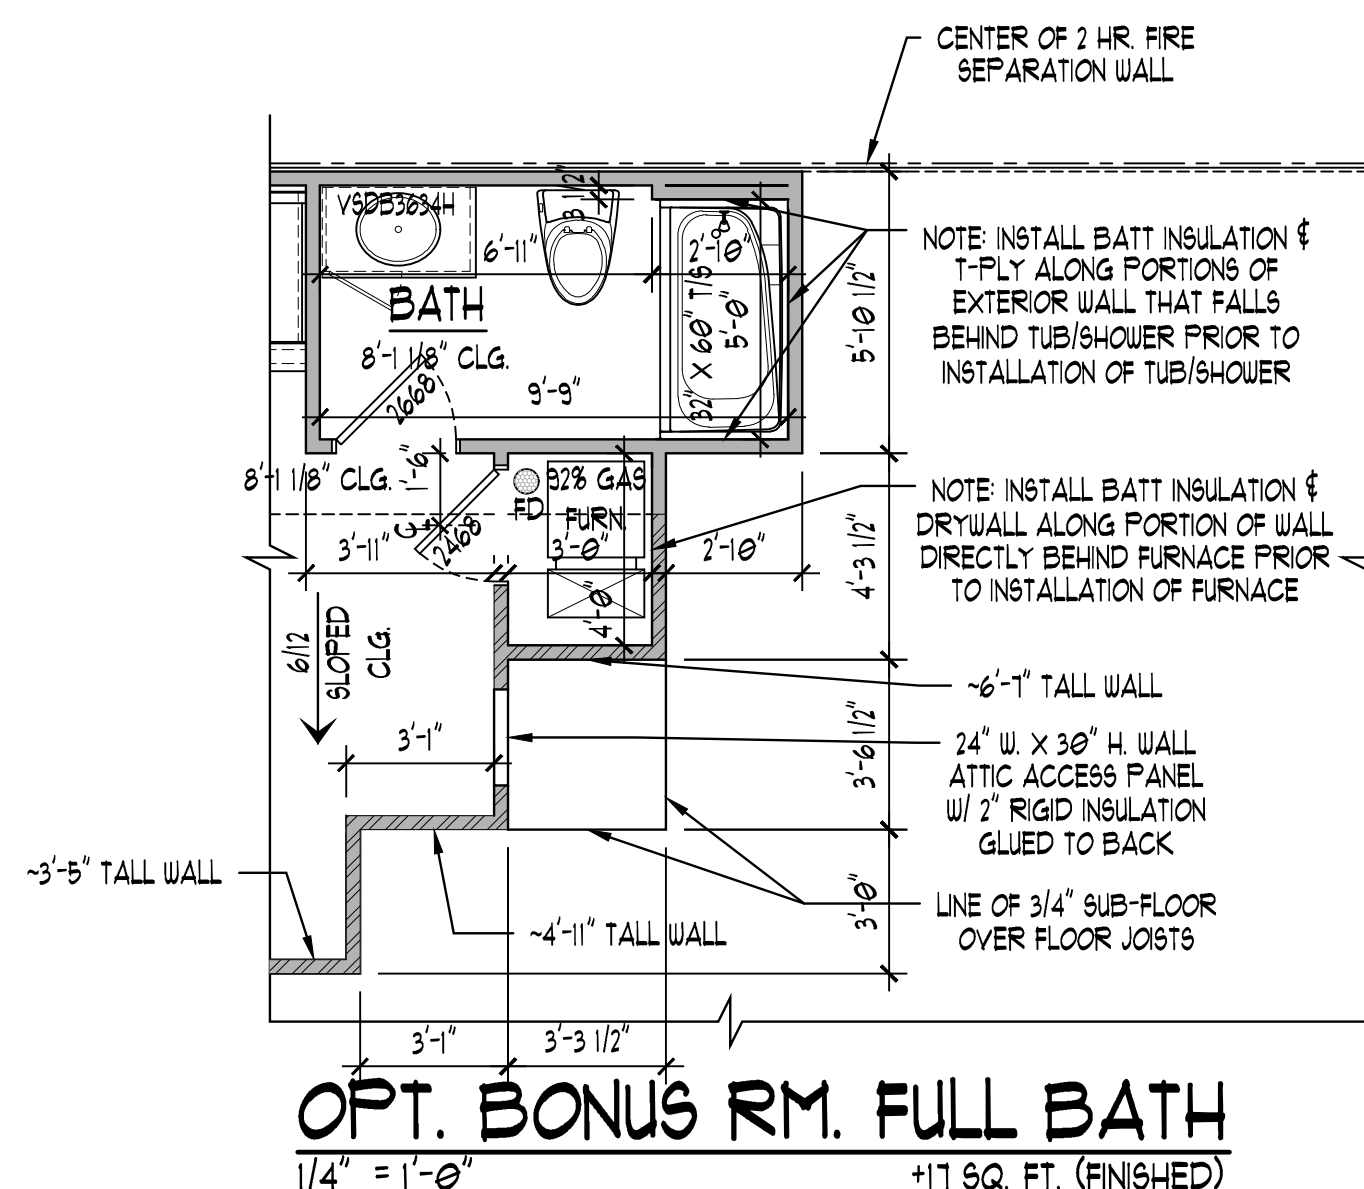 CENTER OF 2 HR. FIRE
SEPARATION WALL
VSDB3634H
8 11 1/2"
6'-11"
2'-10"
BATH
8'-1 1/8" CLG.
2668
9'-9"
32" X 60" T/S
5'-0"
5'-10 1/2"
NOTE: INSTALL BATT INSULATION &
T-PLY ALONG PORTIONS OF
EXTERIOR WALL THAT FALLS
BEHIND TUB/SHOWER PRIOR TO
INSTALLATION OF TUB/SHOWER
8'-1 1/8" CLG.
1'-6"
FD
92% GAS
FURN.
NOTE: INSTALL BATT INSULATION &
DRYWALL ALONG PORTION OF WALL
DIRECTLY BEHIND FURNACE PRIOR
TO INSTALLATION OF FURNACE
3'-11"
2468
3'-0"
2'-10"
4'-3 1/2"
4'-0"
6/12
SLOPED
CLG.
~6'-7" TALL WALL
3'-1"
3'-6 1/2"
24" W. X 30" H. WALL
ATTIC ACCESS PANEL
W/ 2" RIGID INSULATION
GLUED TO BACK
~3'-5" TALL WALL
~4'-11" TALL WALL
3'-0"
LINE OF 3/4" SUB-FLOOR
OVER FLOOR JOISTS
3'-1"
3'-3 1/2"
OPT. BONUS RM. FULL BATH
1/4" = 1'-0"
+17 SQ. FT. (FINISHED)